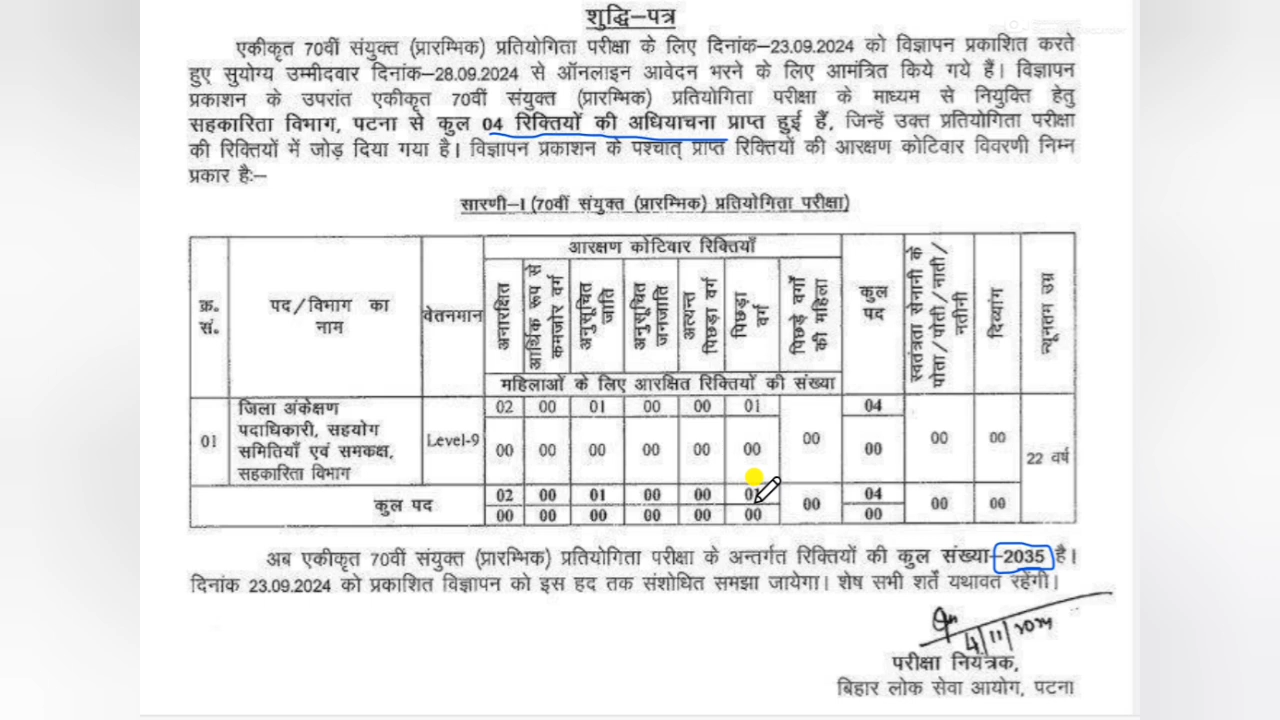 शुद्धि–पत्र
एकीकृत 70वीं संयुक्त (प्रारम्भिक) प्रतियोगिता परीक्षा के लिए दिनांक–23.09.2024 को विज्ञापन प्रकाशित करते
हुए सुयोग्य उम्मीदवार दिनांक–28.09.2024 से ऑनलाइन आवेदन भरने के लिए आमंत्रित किये गये हैं। विज्ञापन
प्रकाशन के उपरांत एकीकृत 70वीं संयुक्त (प्रारम्भिक) प्रतियोगिता परीक्षा के माध्यम से नियुक्ति हेतु
सहकारिता विभाग, पटना से कुल 04 रिक्तियों की अधियाचना प्राप्त हुई हैं, जिन्हें उक्त प्रतियोगिता परीक्षा
की रिक्तियों में जोड़ दिया गया है। विज्ञापन प्रकाशन के पश्चात् प्राप्त रिक्तियों की आरक्षण कोटिवार विवरणी निम्न
प्रकार है:–
सारणी–I (70वीं संयुक्त (प्रारम्भिक) प्रतियोगिता परीक्षा)
क्र. सं. पद/विभाग का नाम वेतनमान आरक्षण कोटिवार रिक्तियाँ कुल पद स्वतंत्रता सेनानी के पोता/पोती/नाती/नतीनी दिव्यांग न्यूनतम उम्र
अनारक्षित आर्थिक रूप से कमजोर वर्ग अनुसूचित जाति अनुसूचित जनजाति अत्यन्त पिछड़ा वर्ग पिछड़ा वर्ग पिछड़े वर्गों की महिला
महिलाओं के लिए आरक्षित रिक्तियों की संख्या
जिला अंकेक्षण 02 00 01 00 00 01 04
01 पदाधिकारी, सहयोग Level-9 00 00 00
समितियाँ एवं समकक्ष, 00 00 00 00 00 00 00 22 वर्ष
सहकारिता विभाग
कुल पद 02 00 01 00 00 01 00 04 00 00
00 00 00 00 00 00 00
अब एकीकृत 70वीं संयुक्त (प्रारम्भिक) प्रतियोगिता परीक्षा के अन्तर्गत रिक्तियों की कुल संख्या–2035 है।
दिनांक 23.09.2024 को प्रकाशित विज्ञापन को इस हद तक संशोधित समझा जायेगा। शेष सभी शर्तें यथावत रहेंगी।
4/11/2024
परीक्षा नियंत्रक,
बिहार लोक सेवा आयोग, पटना